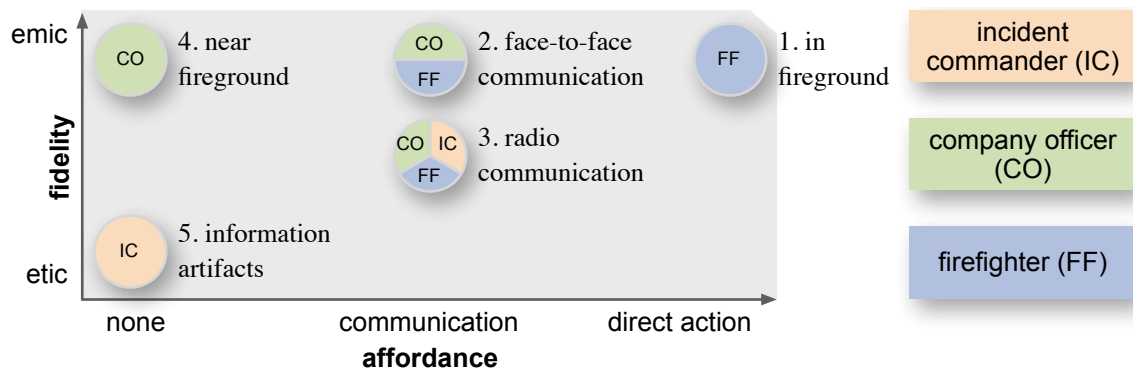 emic
etic
fidelity
CO
4. near
fireground
CO
FF
2. face-to-face
communication
FF
1. in
fireground
CO
IC
FF
3. radio
communication
IC
5. information
artifacts
none
communication
direct action
affordance
incident
commander (IC)
company officer
(CO)
firefighter (FF)